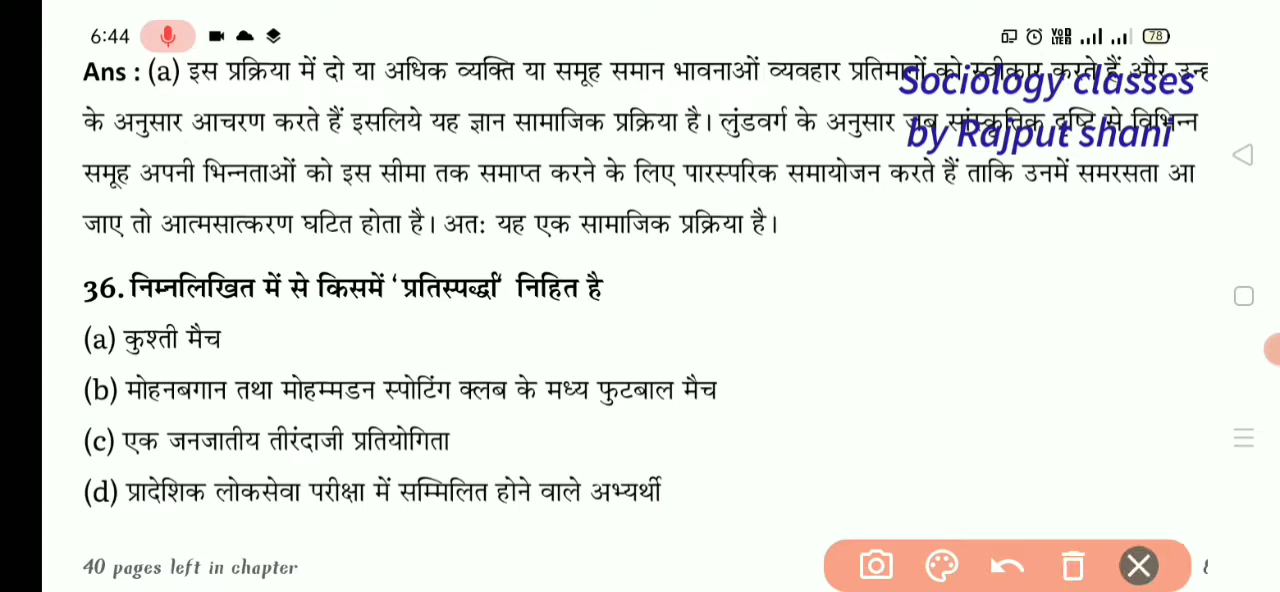 6:44
78
Ans : (a) इस प्रक्रिया में दो या अधिक व्यक्ति या समूह समान भावनाओं व्यवहार प्रतिमानों को स्वीकार करते हैं और उन्ह
Sociology classes
के अनुसार आचरण करते हैं इसलिये यह ज्ञान सामाजिक प्रक्रिया है। लुंडवर्ग के अनुसार जब सांस्कृतिक दृष्टि से विभिन्न
by Rajput shani
समूह अपनी भिन्नताओं को इस सीमा तक समाप्त करने के लिए पारस्परिक समायोजन करते हैं ताकि उनमें समरसता आ
जाए तो आत्मसात्करण घटित होता है। अतः यह एक सामाजिक प्रक्रिया है।
36. निम्नलिखित में से किसमें ‘प्रतिस्पर्द्धा’ निहित है
(a) कुश्ती मैच
(b) मोहनबगान तथा मोहम्मडन स्पोटिंग क्लब के मध्य फुटबाल मैच
(c) एक जनजातीय तीरंदाजी प्रतियोगिता
(d) प्रादेशिक लोकसेवा परीक्षा में सम्मिलित होने वाले अभ्यर्थी
40 pages left in chapter